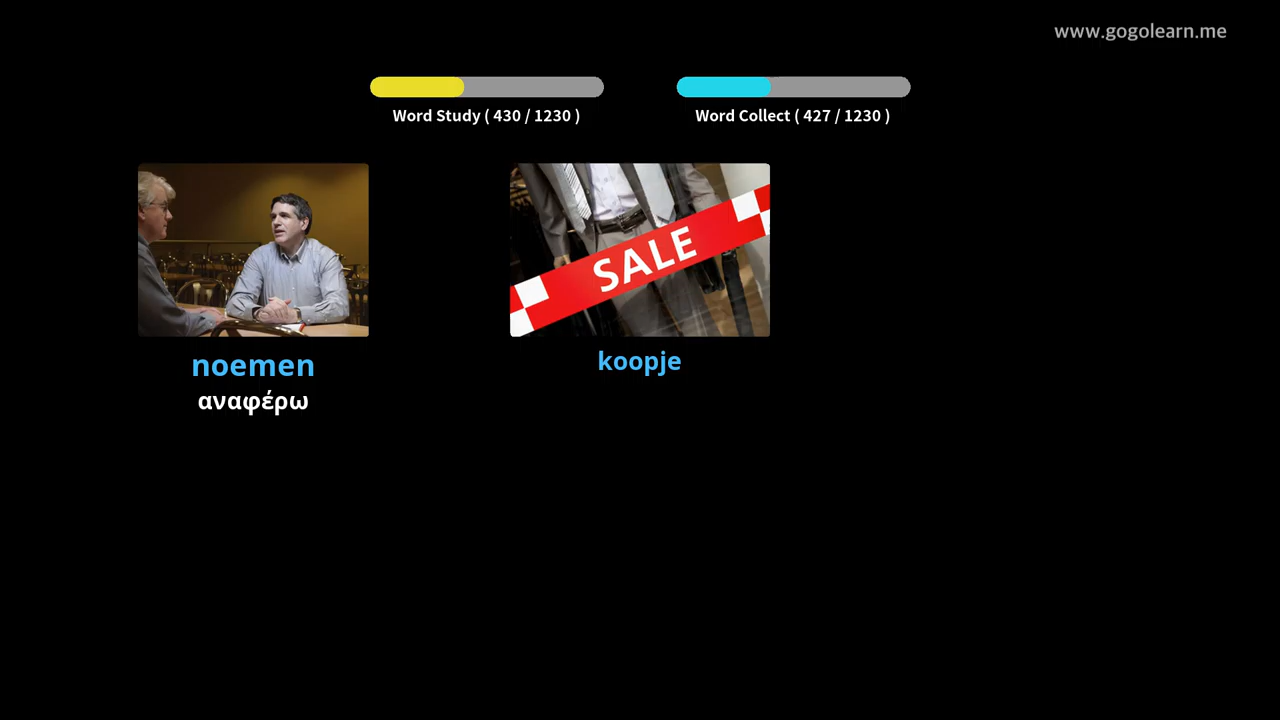 www.gogolearn.me
Word Study ( 430 / 1230 )
Word Collect ( 427 / 1230 )
SALE
noemen
αναφέρω
koopje